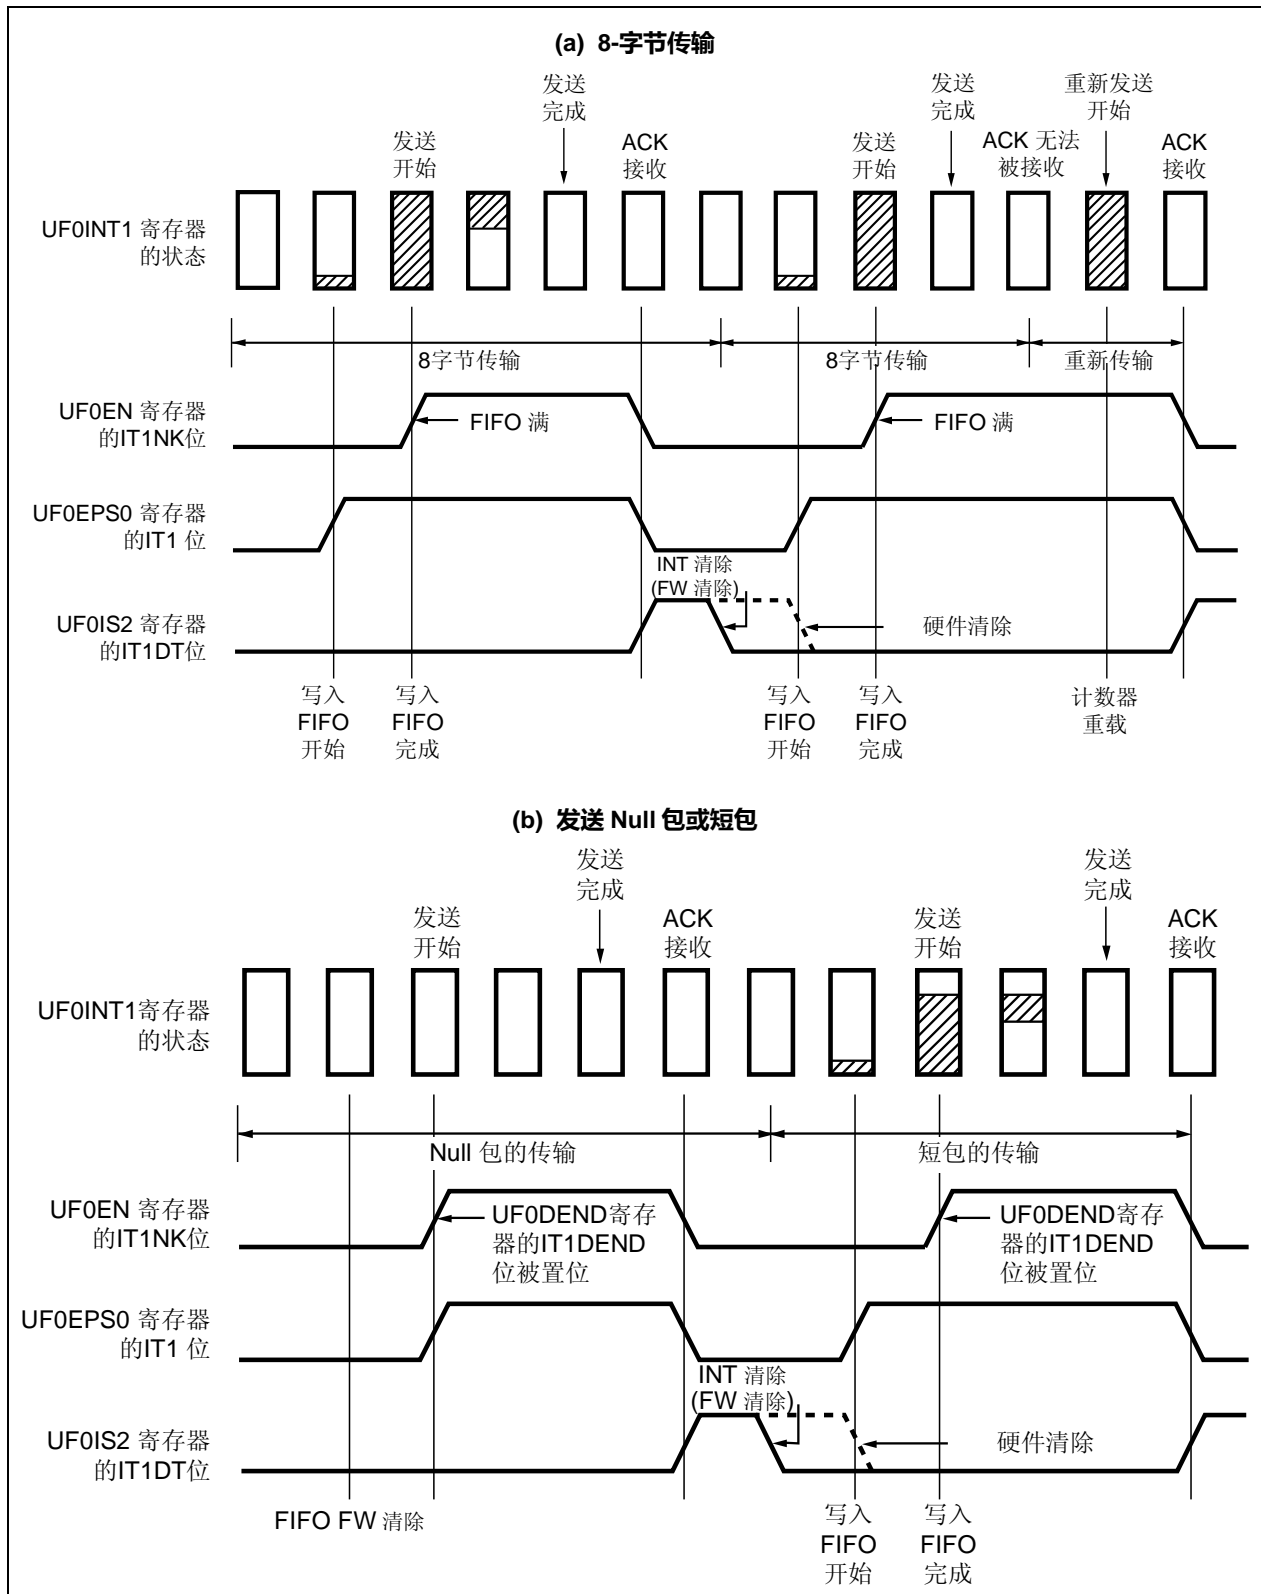 (a) 8-字节传输
发送
完成
发送
完成
重新发送
开始
发送
开始
ACK
接收
发送
开始
ACK 无法
被接收
ACK
接收
UF0INT1 寄存器
的状态
8字节传输
8字节传输
重新传输
UF0EN 寄存器
的IT1NK位
FIFO 满
FIFO 满
UF0EPS0 寄存器
的IT1 位
INT 清除
(FW 清除)
UF0IS2 寄存器
的IT1DT位
硬件清除
写入
FIFO
开始
写入
FIFO
完成
写入
FIFO
开始
写入
FIFO
完成
计数器
重载
(b) 发送 Null 包或短包
发送
完成
发送
完成
发送
开始
ACK
接收
发送
开始
ACK
接收
UF0INT1寄存器
的状态
Null 包的传输
短包的传输
UF0EN 寄存器
的IT1NK位
UF0DEND寄存
器的IT1DEND
位被置位
UF0DEND寄存
器的IT1DEND
位被置位
UF0EPS0 寄存器
的IT1 位
INT 清除
(FW 清除)
UF0IS2 寄存器
的IT1DT位
硬件清除
FIFO FW 清除
写入
FIFO
开始
写入
FIFO
完成